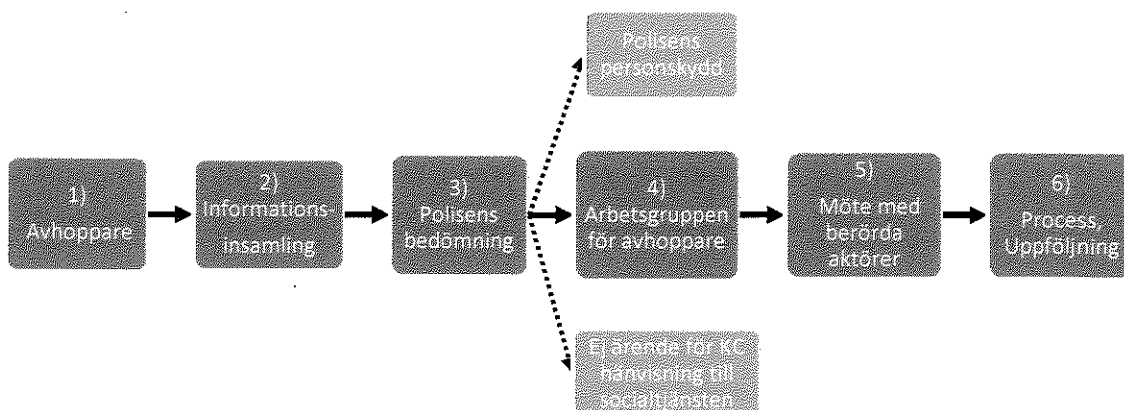 Polisens
personskydd
1)
Avhoppare
2)
Informations-
insamling
3)
Polisens
bedömning
4)
Arbetsgruppen
för avhoppare
5)
Möte med
berörda
aktörer
6)
Process,
Uppföljning
Ej ärende för KC
hänvisning till
socialtjänsten